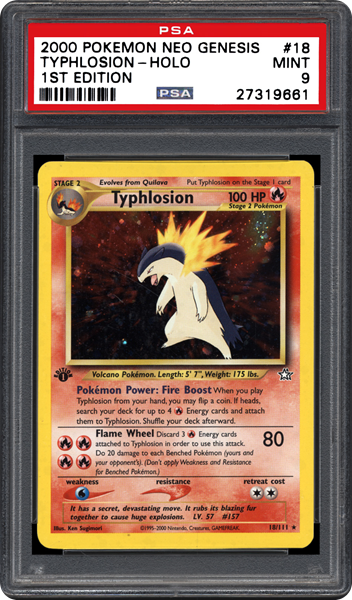 PSA
2000 POKEMON NEO GENESIS #18
TYPHLOSION - HOLO MINT
1ST EDITION 9
PSA 27319661
STAGE 2 Evolves from Quilava Put Typhlosion on the Stage 1 card
Typhlosion 100 HP
Stage 2 Pokémon
EDITION 1
Volcano Pokémon. Length: 5' 7", Weight: 175 lbs.
Pokémon Power: Fire Boost When you play
Typhlosion from your hand, you may flip a coin. If heads,
search your deck for up to 4 Energy cards and attach
them to Typhlosion. Shuffle your deck afterward.
Flame Wheel Discard 3 Energy cards
attached to Typhlosion in order to use this attack.
Do 20 damage to each Benched Pokémon (yours and
your opponent's). (Don't apply Weakness and Resistance
for Benched Pokémon.)
80
weakness resistance retreat cost
It has a secret, devastating move. It rubs its blazing fur
together to cause huge explosions. LV. 57 #157
Illus. Ken Sugimori ©1995-2000 Nintendo, Creatures, GAMEFREAK. 18/111 ★